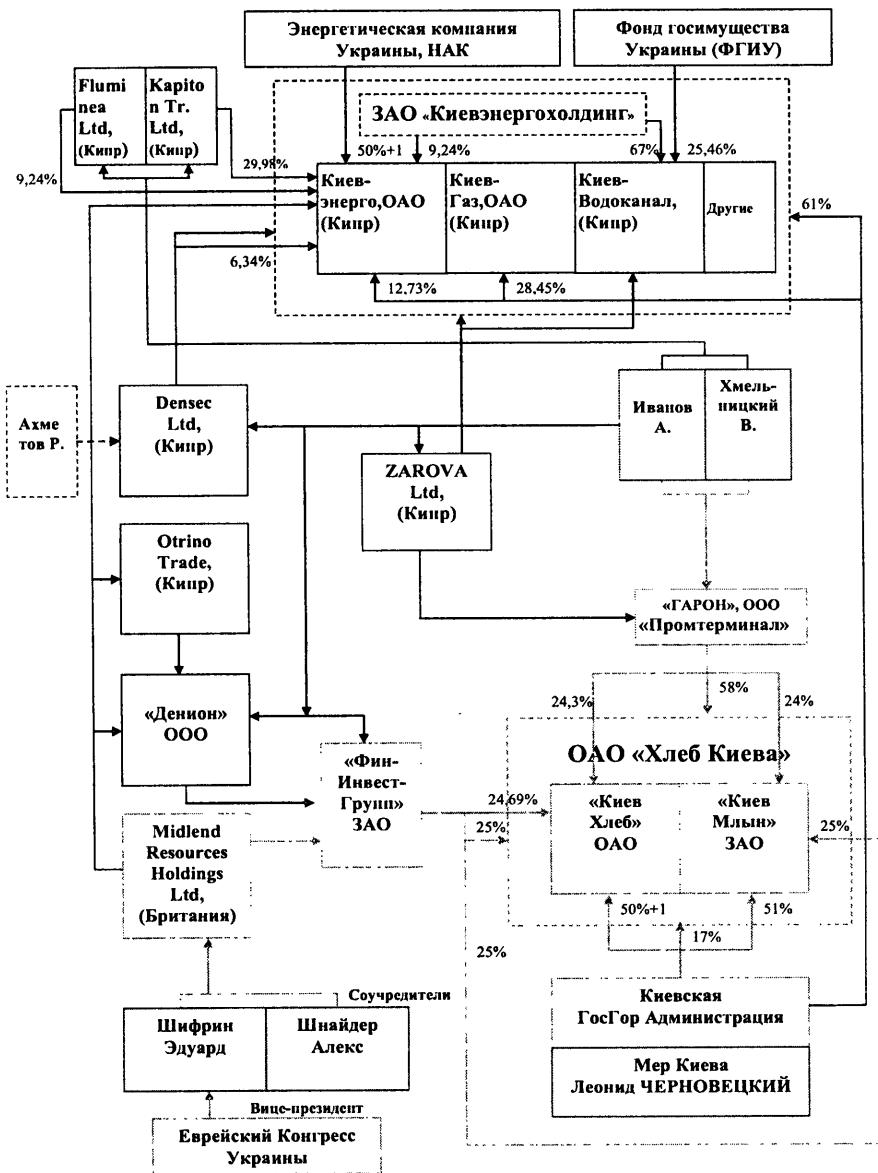 Энергетическая компания
Украины, НАК
Фонд госимущества
Украины (ФГИУ)
Flumi
nea
Ltd,
(Кипр)
Kapito
n Tr.
Ltd,
(Кипр)
ЗАО «Киевэнергохолдинг»
9,24%
29,98%
50%+1
9,24%
67%
25,46%
Киев-
энерго,ОАО
(Кипр)
Киев-
Газ,ОАО
(Кипр)
Киев-
Водоканал,
(Кипр)
Другие
61%
6,34%
12,73%
28,45%
Ахме
тов Р.
Densec
Ltd,
(Кипр)
Иванов
А.
Хмель-
ницкий
В.
ZAROVA
Ltd,
(Кипр)
Otrino
Trade,
(Кипр)
«ГАРОН», ООО
«Промтерминал»
«Денион»
ООО
24,3%
58%
24%
«Фин-
Инвест-
Групп»
ЗАО
ОАО «Хлеб Киева»
24,69%
25%
«Киев
Хлеб»
ОАО
«Киев
Млын»
ЗАО
25%
Midlend
Resources
Holdings
Ltd,
(Британия)
50%+1
51%
17%
25%
Соучредители
Шифрин
Эдуард
Шнайдер
Алекс
Киевская
ГосГор Администрация
Мер Киева
Леонид ЧЕРНОВЕЦКИЙ
Вице-президент
Еврейский Конгресс
Украины